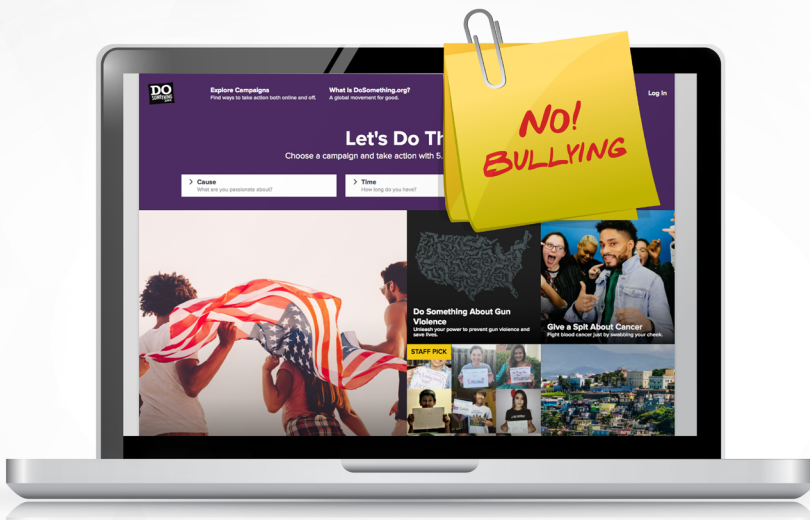 DO
SOMETHING
Explore Campaigns
Find ways to take action both online and off.
What is DoSomething.org?
A global movement for good.
Log In
NO!
BULLYING
Let's Do Th
Choose a campaign and take action with 5.
Cause
What are you passionate about?
Time
How long do you have?
Do Something About Gun
Violence
Unleash your power to prevent gun violence and
save lives.
Give a Spit About Cancer
Fight blood cancer just by swabbing your cheek.
STAFF PICK